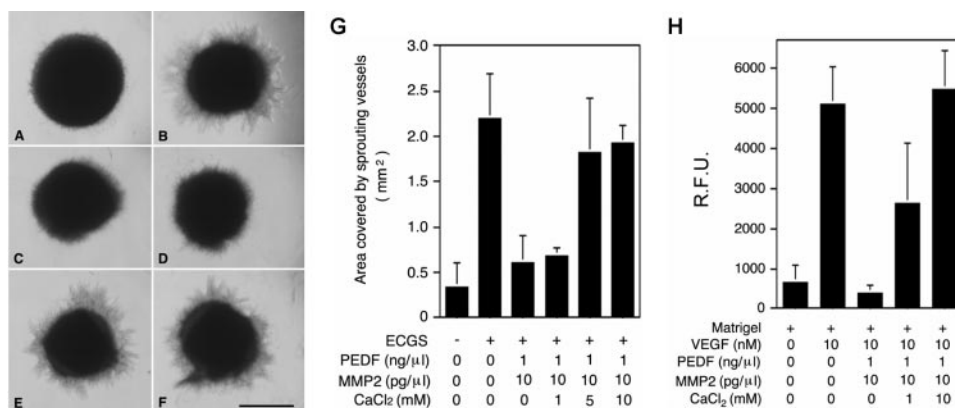 A
B
C
D
E
F
G
Area covered by sprouting vessels
(mm²)
3.0
2.5
2.0
1.5
1.0
0.5
0.0
ECGS - + + + + +
PEDF (ng/µl) 0 0 1 1 1 1
MMP2 (pg/µl) 0 0 10 10 10 10
CaCl₂ (mM) 0 0 0 1 5 10
H
R.F.U.
6000
5000
4000
3000
2000
1000
0
Matrigel + + + + +
VEGF (nM) 0 10 10 10 10
PEDF (ng/µl) 0 0 1 1 1
MMP2 (pg/µl) 0 0 10 10 10
CaCl₂ (mM) 0 0 0 1 10